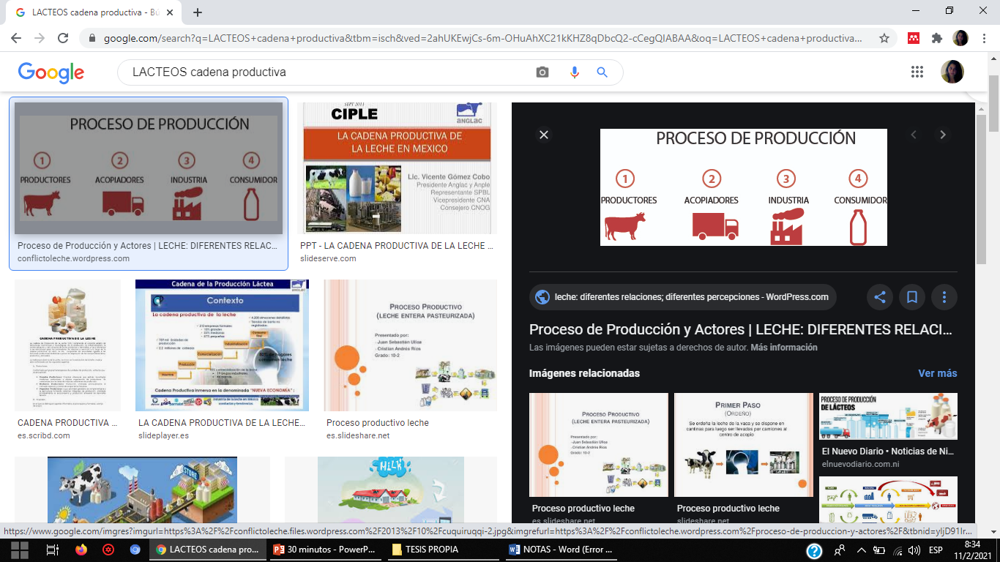 LACTEOS cadena productiva - Bú
google.com/search?q=LACTEOS+cadena+productiva&tbm=isch&ved=2ahUKEwjCs-6m-OHuAhXC21kKHZ8qDbcQ2-cCegQIABAA&oq=LACTEOS+cadena+productiva...
Google
LACTEOS cadena productiva
PROCESO DE PRODUCCIÓN
1 2 3 4
PRODUCTORES ACOPIADORES INDUSTRIA CONSUMIDOR
Proceso de Producción y Actores | LECHE: DIFERENTES RELAC...
conflictoleche.wordpress.com
SEPT 2011
CIPLE
ANGLAC
LA CADENA PRODUCTIVA DE
LA LECHE EN MEXICO
Lic. Vicente Gómez Cobo
Presidente Anglac y Anple
Representante SPBL
Vicepresidente CNA
Consejero CNOG
PPT - LA CADENA PRODUCTIVA DE LA LECHE ...
slideserve.com
CADENA PRODUCTIVA DE LA LECHE
CADENA PRODUCTIVA ...
es.scribd.com
Cadena de la Producción Láctea
Contexto
La cadena productiva de la leche
Cadena Productiva inmersa en la denominada "NUEVA ECONOMÍA"
LA CADENA PRODUCTIVA DE LA LECHE...
slideplayer.es
PROCESO PRODUCTIVO
(LECHE ENTERA PASTEURIZADA)
Presentado por:
- Juan Sebastián Ulloa
- Cristian Andrés Ríos
Grado: 10-2
Proceso productivo leche
es.slideshare.net
STORE
MILK
PROCESO DE PRODUCCIÓN
1 2 3 4
PRODUCTORES ACOPIADORES INDUSTRIA CONSUMIDOR
leche: diferentes relaciones; diferentes percepciones - WordPress.com
Proceso de Producción y Actores | LECHE: DIFERENTES RELACI...
Las imágenes pueden estar sujetas a derechos de autor. Más información
Imágenes relacionadas
Ver más
PROCESO PRODUCTIVO
(LECHE ENTERA PASTEURIZADA)
Presentado por:
- Juan Sebastián Ulloa
- Cristian Andrés Ríos
Grado: 10-2
Proceso productivo leche
es.slideshare.net
PRIMER PASO
(ORDEÑO)
Se ordeña la leche de la vaca y se dispone en
cantinas para luego ser llevadas por camiones al
centro de acopio
Proceso productivo leche
es.slideshare.net
PROCESO DE PRODUCCIÓN
DE LÁCTEOS
El Nuevo Diario • Noticias de Ni...
elnuevodiario.com.ni
https://www.google.com/imgres?imgurl=https%3A%2F%2Fconflictoleche.files.wordpress.com%2F2013%2F10%2Fcuquiruqqi-2.jpg&imgrefurl=https%3A%2F%2Fconflictoleche.wordpress.com%2Fproceso-de-produccion-y-actores%2F&tbnid=yIjD91Ir...
LACTEOS cadena pro...
30 minutos - PowerP...
TESIS PROPIA
NOTAS - Word (Error ...
ESP
8:34
11/2/2021